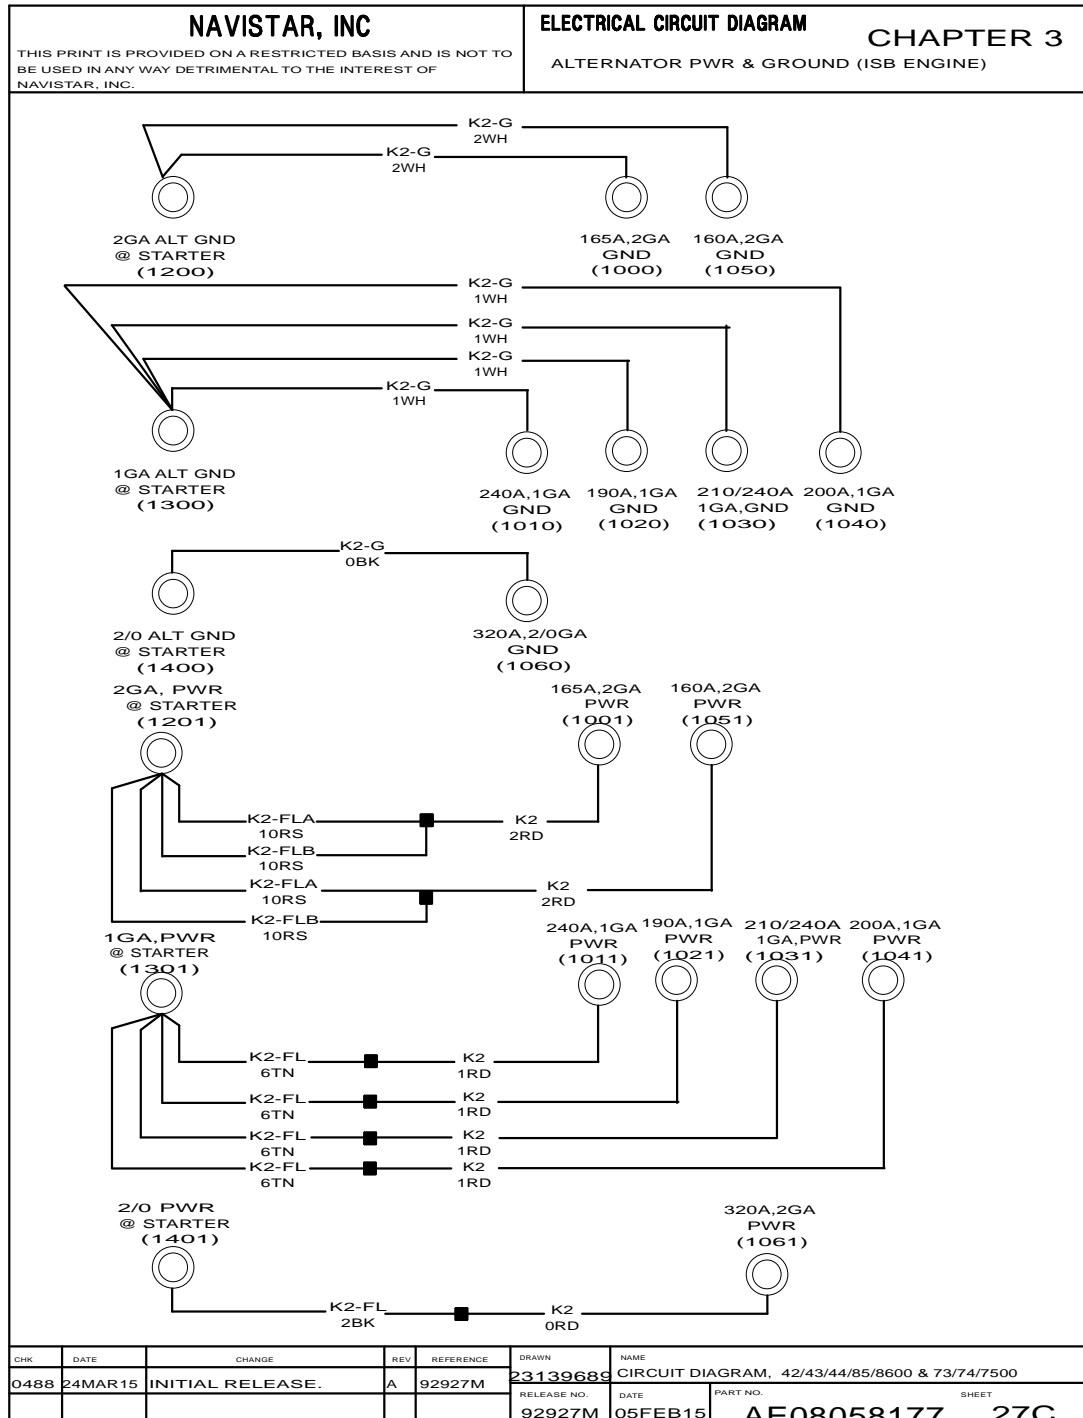 NAVISTAR, INC
THIS PRINT IS PROVIDED ON A RESTRICTED BASIS AND IS NOT TO
BE USED IN ANY WAY DETRIMENTAL TO THE INTEREST OF
NAVISTAR, INC.
ELECTRICAL CIRCUIT DIAGRAM
CHAPTER 3
ALTERNATOR PWR & GROUND (ISB ENGINE)
K2-G
2WH
K2-G
2WH
2GA ALT GND
@ STARTER
(1200)
165A,2GA
GND
(1000)
160A,2GA
GND
(1050)
K2-G
1WH
K2-G
1WH
K2-G
1WH
K2-G
1WH
1GA ALT GND
@ STARTER
(1300)
240A,1GA
GND
(1010)
190A,1GA
GND
(1020)
210/240A
1GA,GND
(1030)
200A,1GA
GND
(1040)
K2-G
0BK
2/0 ALT GND
@ STARTER
(1400)
320A,2/0GA
GND
(1060)
2GA, PWR
@ STARTER
(1201)
165A,2GA
PWR
(1001)
160A,2GA
PWR
(1051)
K2-FLA
10RS
K2
2RD
K2-FLB
10RS
K2-FLA
10RS
K2
2RD
K2-FLB
10RS
1GA,PWR
@ STARTER
(1301)
240A,1GA
PWR
(1011)
190A,1GA
PWR
(1021)
210/240A
1GA,PWR
(1031)
200A,1GA
PWR
(1041)
K2-FL
6TN
K2
1RD
K2-FL
6TN
K2
1RD
K2-FL
6TN
K2
1RD
K2-FL
6TN
K2
1RD
2/0 PWR
@ STARTER
(1401)
320A,2GA
PWR
(1061)
K2-FL
2BK
K2
0RD
CHK DATE CHANGE REV REFERENCE
0488 24MAR15 INITIAL RELEASE. A 92927M
DRAWN
23139689
NAME
CIRCUIT DIAGRAM, 42/43/44/85/8600 & 73/74/7500
RELEASE NO.
92927M
DATE
05FEB15
PART NO.
AE08058177
SHEET
27C